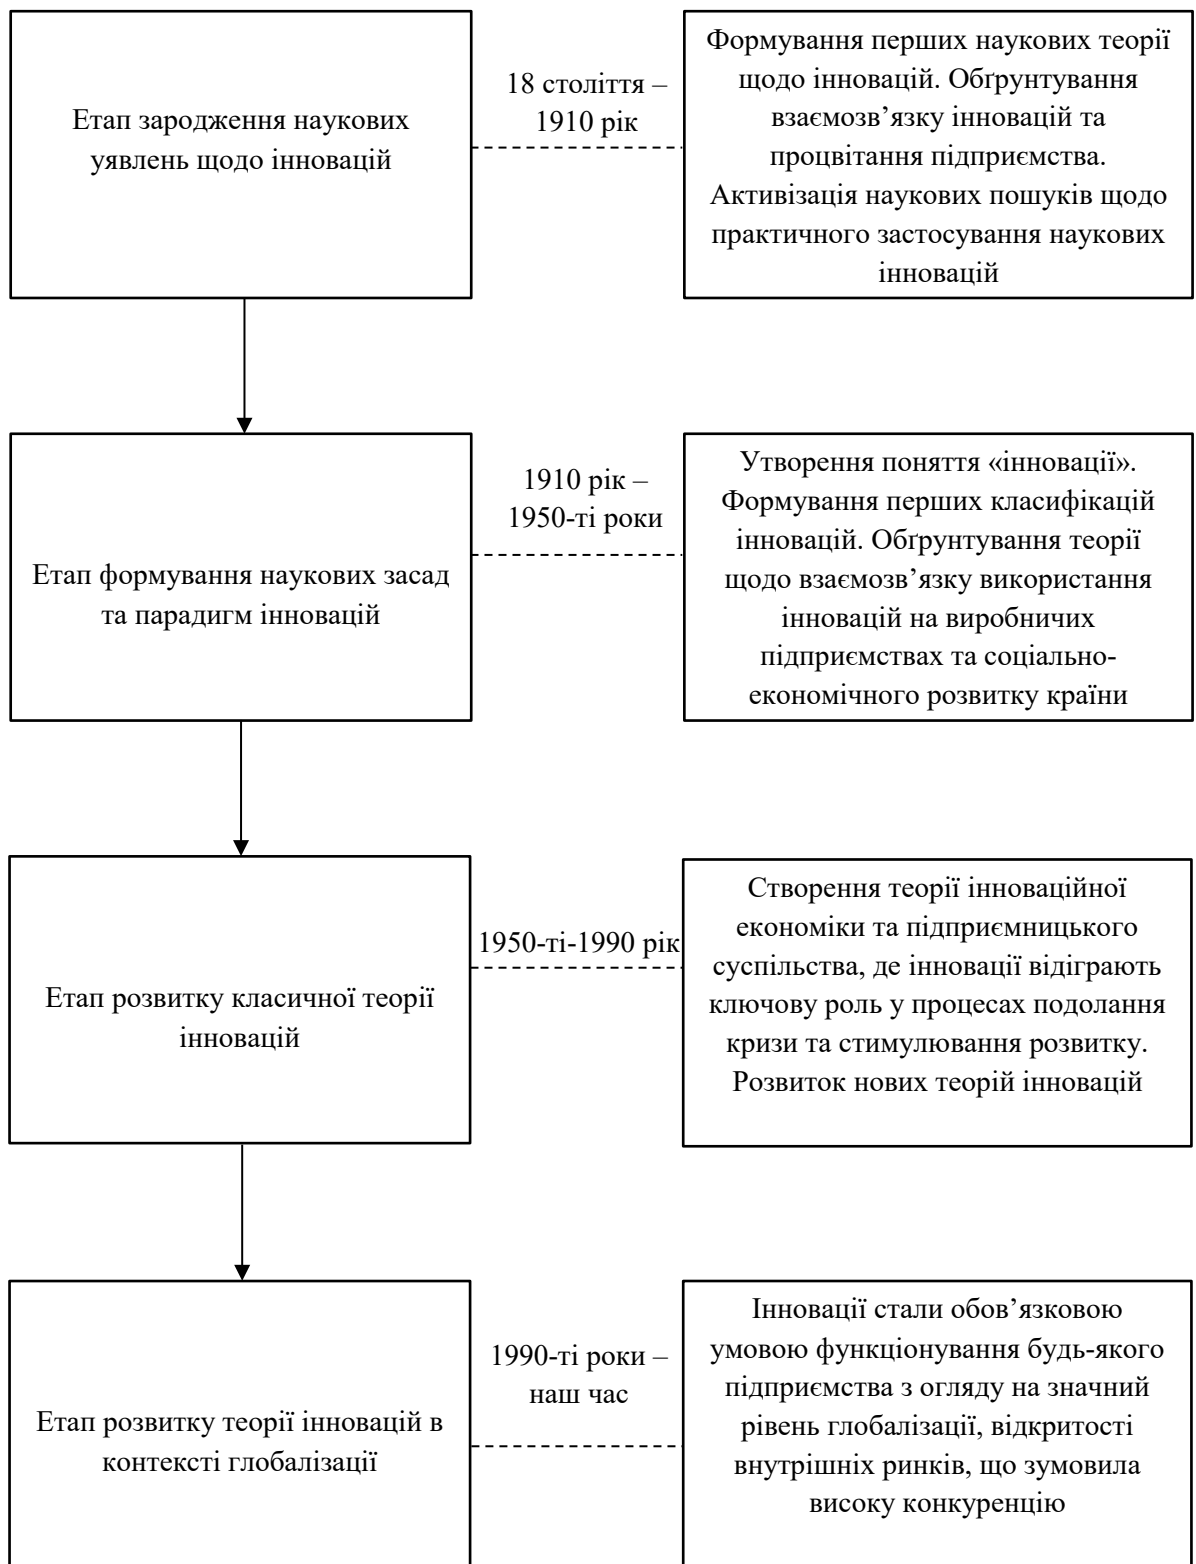 Етап зародження наукових
уявлень щодо інновацій
18 століття –
1910 рік
Формування перших наукових теорії
щодо інновацій. Обґрунтування
взаємозв’язку інновацій та
процвітання підприємства.
Активізація наукових пошуків щодо
практичного застосування наукових
інновацій
Етап формування наукових засад
та парадигм інновацій
1910 рік –
1950-ті роки
Утворення поняття «інновації».
Формування перших класифікацій
інновацій. Обґрунтування теорії
щодо взаємозв’язку використання
інновацій на виробничих
підприємствах та соціально-
економічного розвитку країни
Етап розвитку класичної теорії
інновацій
1950-ті-1990 рік
Створення теорії інноваційної
економіки та підприємницького
суспільства, де інновації відіграють
ключову роль у процесах подолання
кризи та стимулювання розвитку.
Розвиток нових теорій інновацій
Етап розвитку теорії інновацій в
контексті глобалізації
1990-ті роки –
наш час
Інновації стали обов’язковою
умовою функціонування будь-якого
підприємства з огляду на значний
рівень глобалізації, відкритості
внутрішніх ринків, що зумовила
високу конкуренцію